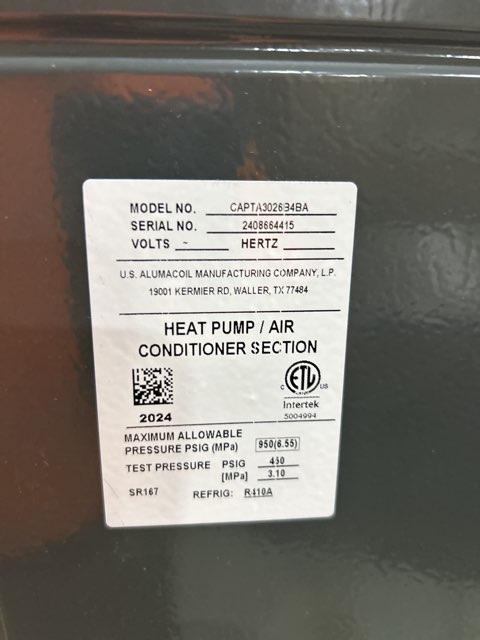 MODEL NO. CAPTA3026B4BA
SERIAL NO. 2408664415
VOLTS ~ HERTZ
U.S. ALUMACOIL MANUFACTURING COMPANY, L.P.
19001 KERMIER RD, WALLER, TX 77484
HEAT PUMP / AIR
CONDITIONER SECTION
C ETL US
Intertek
2024
5004994
MAXIMUM ALLOWABLE
PRESSURE PSIG (MPa) 950(6.55)
TEST PRESSURE PSIG 450
[MPa] 3.10
SR167 REFRIG: R410A